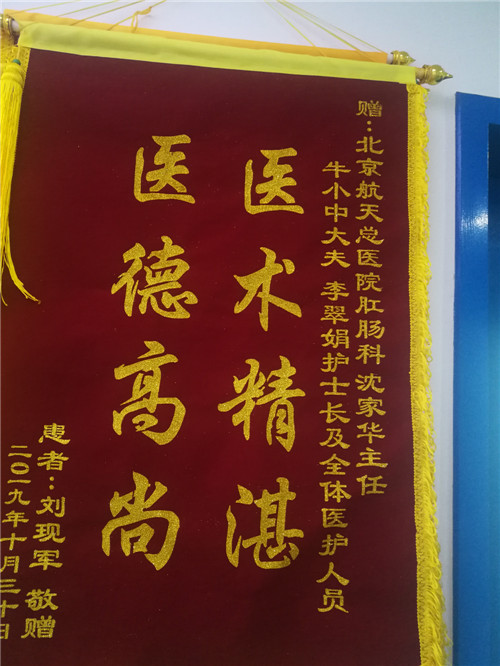 赠：北京航天总医院肛肠科沈家华主任
牛小中大夫 李翠娟护士长及全体医护人员
医术精湛
医德高尚
患者：刘现军 敬赠
二〇一九年十月三十日